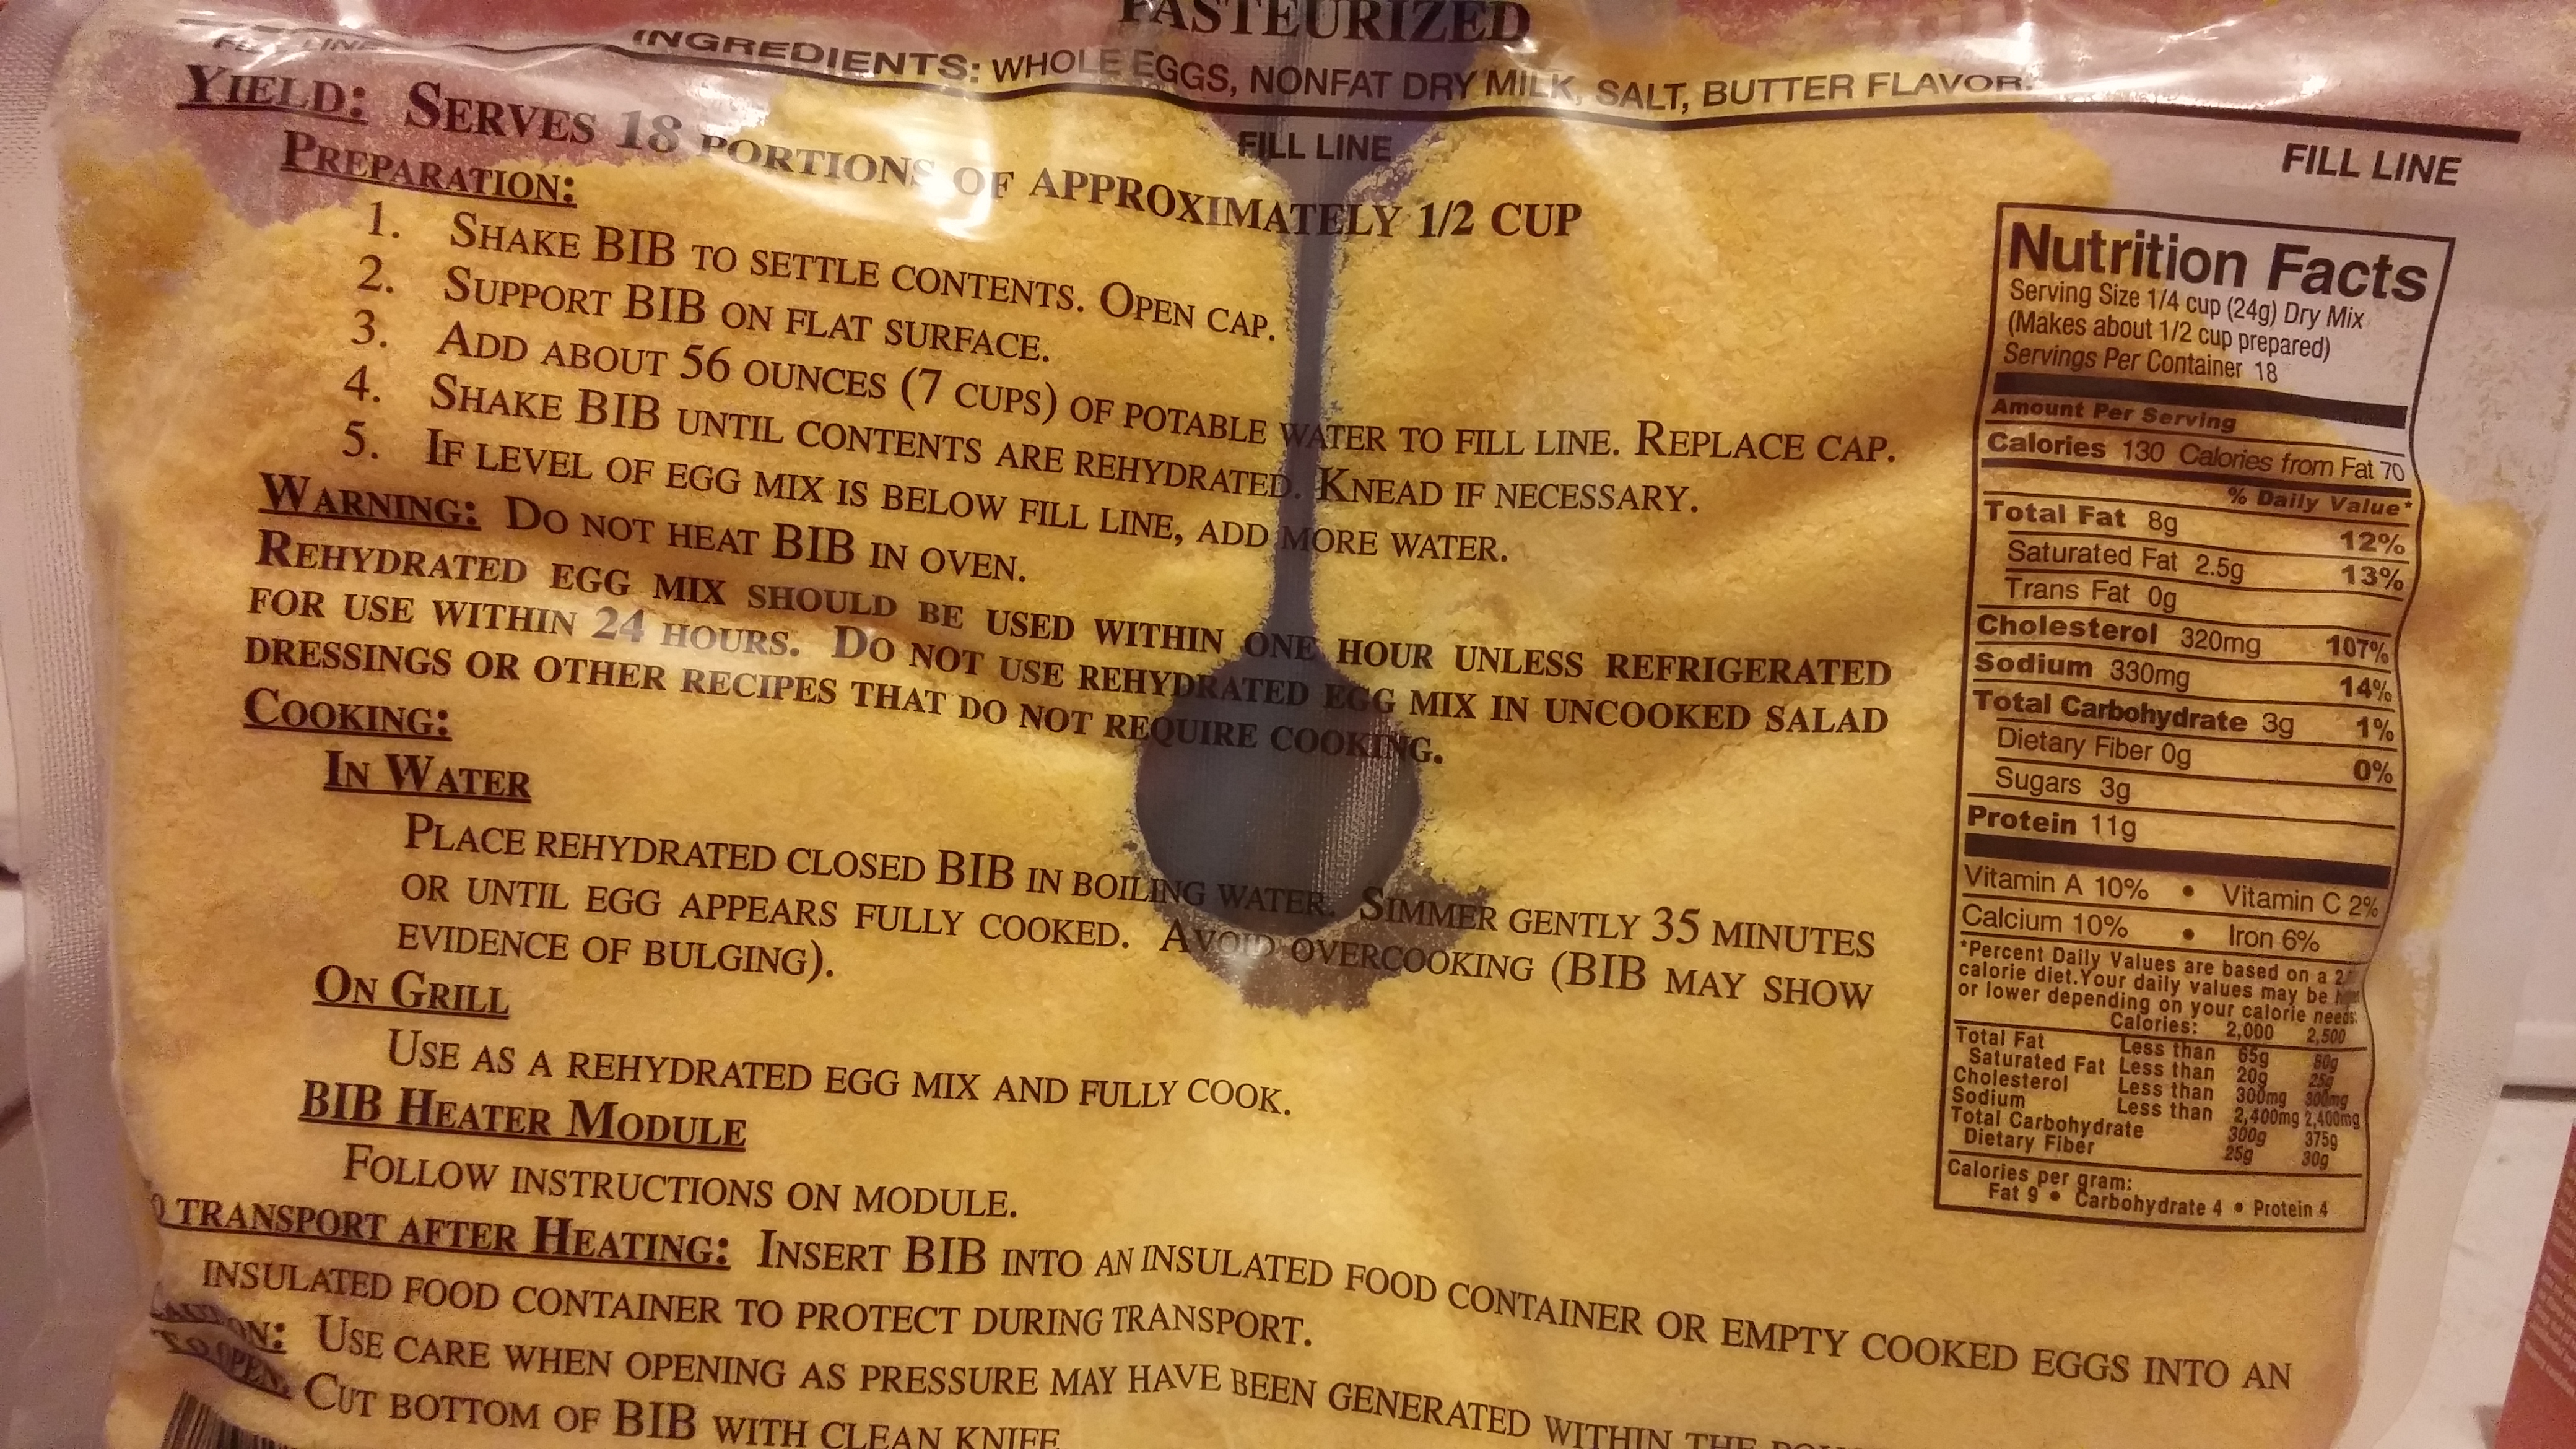 PASTEURIZED
INGREDIENTS: WHOLE EGGS, NONFAT DRY MILK, SALT, BUTTER FLAVOR.
FILL LINE
FILL LINE
FILL LINE
YIELD: SERVES 18 PORTIONS OF APPROXIMATELY 1/2 CUP
PREPARATION:
1. SHAKE BIB TO SETTLE CONTENTS. OPEN CAP.
2. SUPPORT BIB ON FLAT SURFACE.
3. ADD ABOUT 56 OUNCES (7 CUPS) OF POTABLE WATER TO FILL LINE. REPLACE CAP.
4. SHAKE BIB UNTIL CONTENTS ARE REHYDRATED. KNEAD IF NECESSARY.
5. IF LEVEL OF EGG MIX IS BELOW FILL LINE, ADD MORE WATER.
WARNING: DO NOT HEAT BIB IN OVEN.
REHYDRATED EGG MIX SHOULD BE USED WITHIN ONE HOUR UNLESS REFRIGERATED
FOR USE WITHIN 24 HOURS. DO NOT USE REHYDRATED EGG MIX IN UNCOOKED SALAD
DRESSINGS OR OTHER RECIPES THAT DO NOT REQUIRE COOKING.
COOKING:
IN WATER
PLACE REHYDRATED CLOSED BIB IN BOILING WATER. SIMMER GENTLY 35 MINUTES
OR UNTIL EGG APPEARS FULLY COOKED. AVOID OVERCOOKING (BIB MAY SHOW
EVIDENCE OF BULGING).
ON GRILL
USE AS A REHYDRATED EGG MIX AND FULLY COOK.
BIB HEATER MODULE
FOLLOW INSTRUCTIONS ON MODULE.
TRANSPORT AFTER HEATING: INSERT BIB INTO AN INSULATED FOOD CONTAINER OR EMPTY COOKED EGGS INTO AN
INSULATED FOOD CONTAINER TO PROTECT DURING TRANSPORT.
CAUTION: USE CARE WHEN OPENING AS PRESSURE MAY HAVE BEEN GENERATED WITHIN THE
TO OPEN: CUT BOTTOM OF BIB WITH CLEAN KNIFE
Nutrition Facts
Serving Size 1/4 cup (24g) Dry Mix
(Makes about 1/2 cup prepared)
Servings Per Container 18
Amount Per Serving
Calories 130 Calories from Fat 70
% Daily Value*
Total Fat 8g 12%
Saturated Fat 2.5g 13%
Trans Fat 0g
Cholesterol 320mg 107%
Sodium 330mg 14%
Total Carbohydrate 3g 1%
Dietary Fiber 0g 0%
Sugars 3g
Protein 11g
Vitamin A 10% • Vitamin C 2%
Calcium 10% • Iron 6%
*Percent Daily Values are based on a
calorie diet. Your daily values may be
or lower depending on your calorie needs:
Calories: 2,000 2,500
Total Fat Less than 65g 80g
Saturated Fat Less than 20g 25g
Cholesterol Less than 300mg 300mg
Sodium Less than 2,400mg 2,400mg
Total Carbohydrate 300g 375g
Dietary Fiber 25g 30g
Calories per gram:
Fat 9 • Carbohydrate 4 • Protein 4